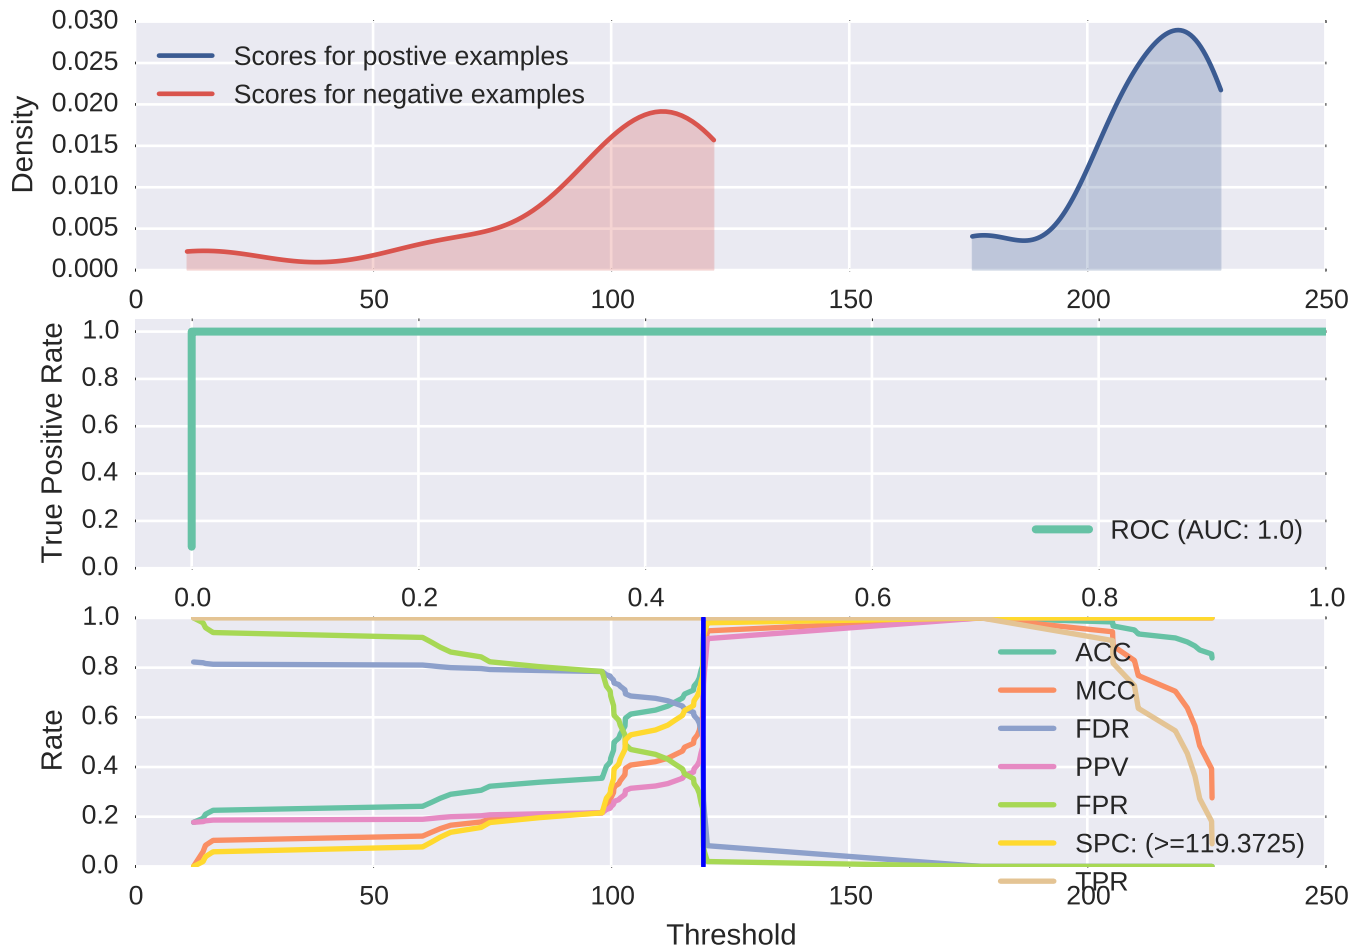 0.030
0.025
0.020
0.015
0.010
0.005
0.000
Density
Scores for postive examples
Scores for negative examples
0 50 100 150 200 250
1.0
0.8
0.6
0.4
0.2
0.0
True Positive Rate
ROC (AUC: 1.0)
0.0 0.2 0.4 0.6 0.8 1.0
1.0
0.8
0.6
0.4
0.2
0.0
Rate
ACC
MCC
FDR
PPV
FPR
SPC: (>=119.3725)
TPR
0 50 100 150 200 250
Threshold